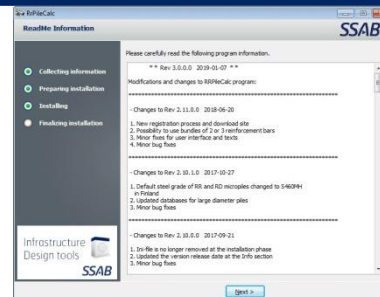 RrPileCalc
ReadMe Information
SSAB
Please carefully read the following program information.
Collecting information
Preparing installation
Installing
Finalizing installation
** Rev 3.0.0.0 2019-01-07 **
Modifications and changes to RRPileCalc program:
- Changes to Rev 2.11.0.0 2018-06-20
1. New registration process and download site
2. Possibility to use bundles of 2 or 3 reinforcement bars
3. Minor fixes for user interface and texts
4. Minor bug fixes
- Changes to Rev 2.10.1.0 2017-10-27
1. Default steel grade of RR and RD micropiles changed to S460MH
in Finland
2. Updated databases for large diameter piles
3. Minor bug fixes
- Changes to Rev 2.10.0.0 2017-09-21
1. Ini-file is no longer removed at the installation phase
2. Updated the version release date at the Info section
3. Minor bug fixes
Infrastructure
Design tools
SSAB
Next >